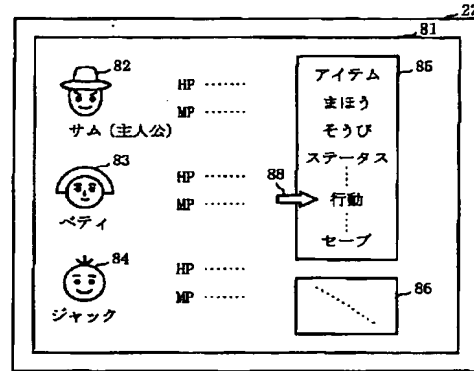 22
81
82
HP ……
MP ……
サム (主人公)
83
HP ……
MP ……
ベティ
84
HP ……
MP ……
ジャック
85
アイテム
まほう
そうび
ステータス
88
行動
セーブ
86